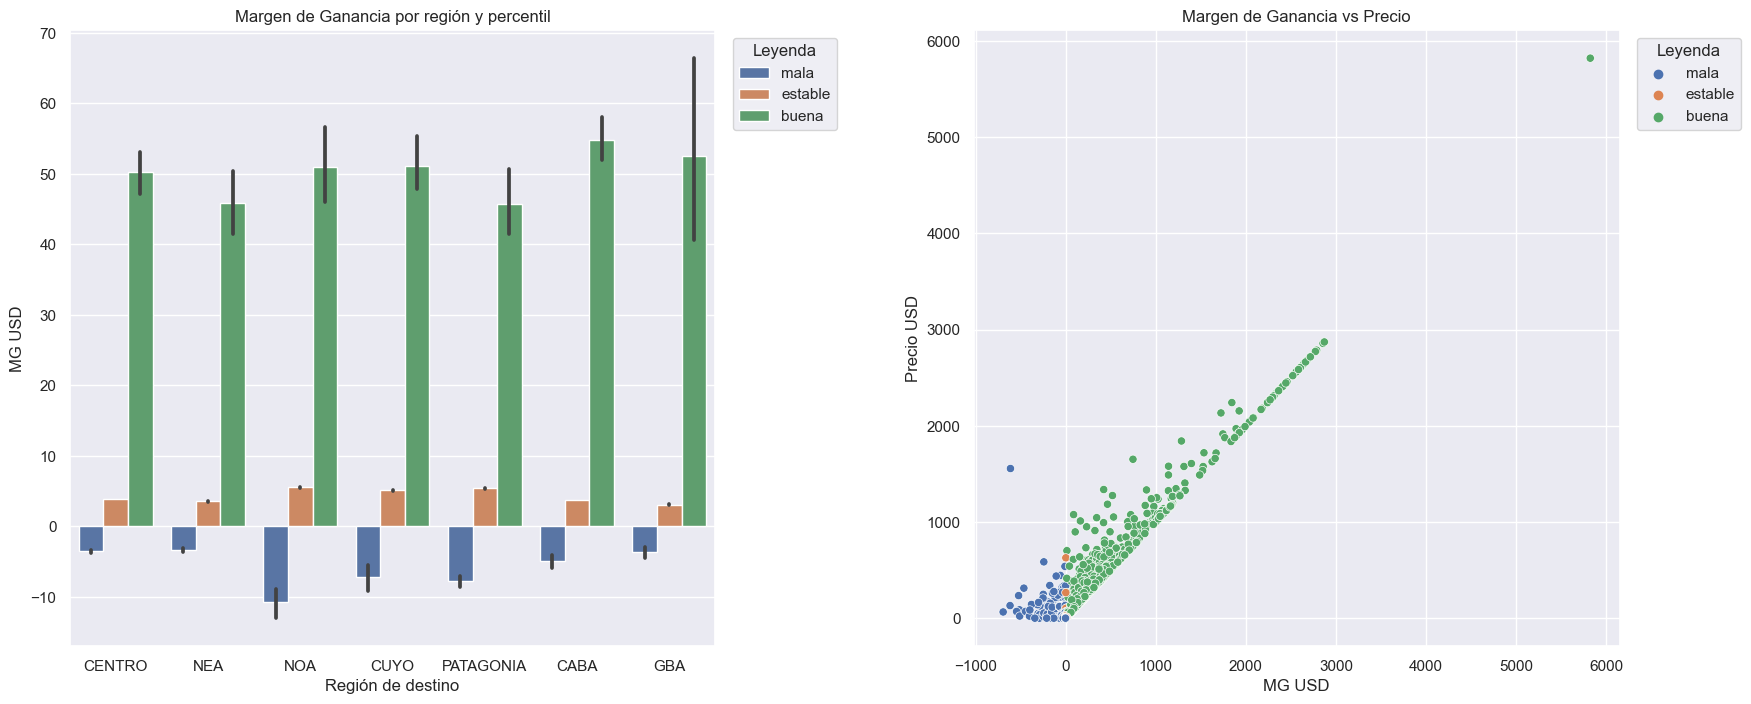 Margen de Ganancia por región y percentil
MG USD
70
60
50
40
30
20
10
0
−10
CENTRO NEA NOA CUYO PATAGONIA CABA GBA
Región de destino
Leyenda
mala
estable
buena
Margen de Ganancia vs Precio
Precio USD
6000
5000
4000
3000
2000
1000
0
−1000 0 1000 2000 3000 4000 5000 6000
MG USD
Leyenda
mala
estable
buena